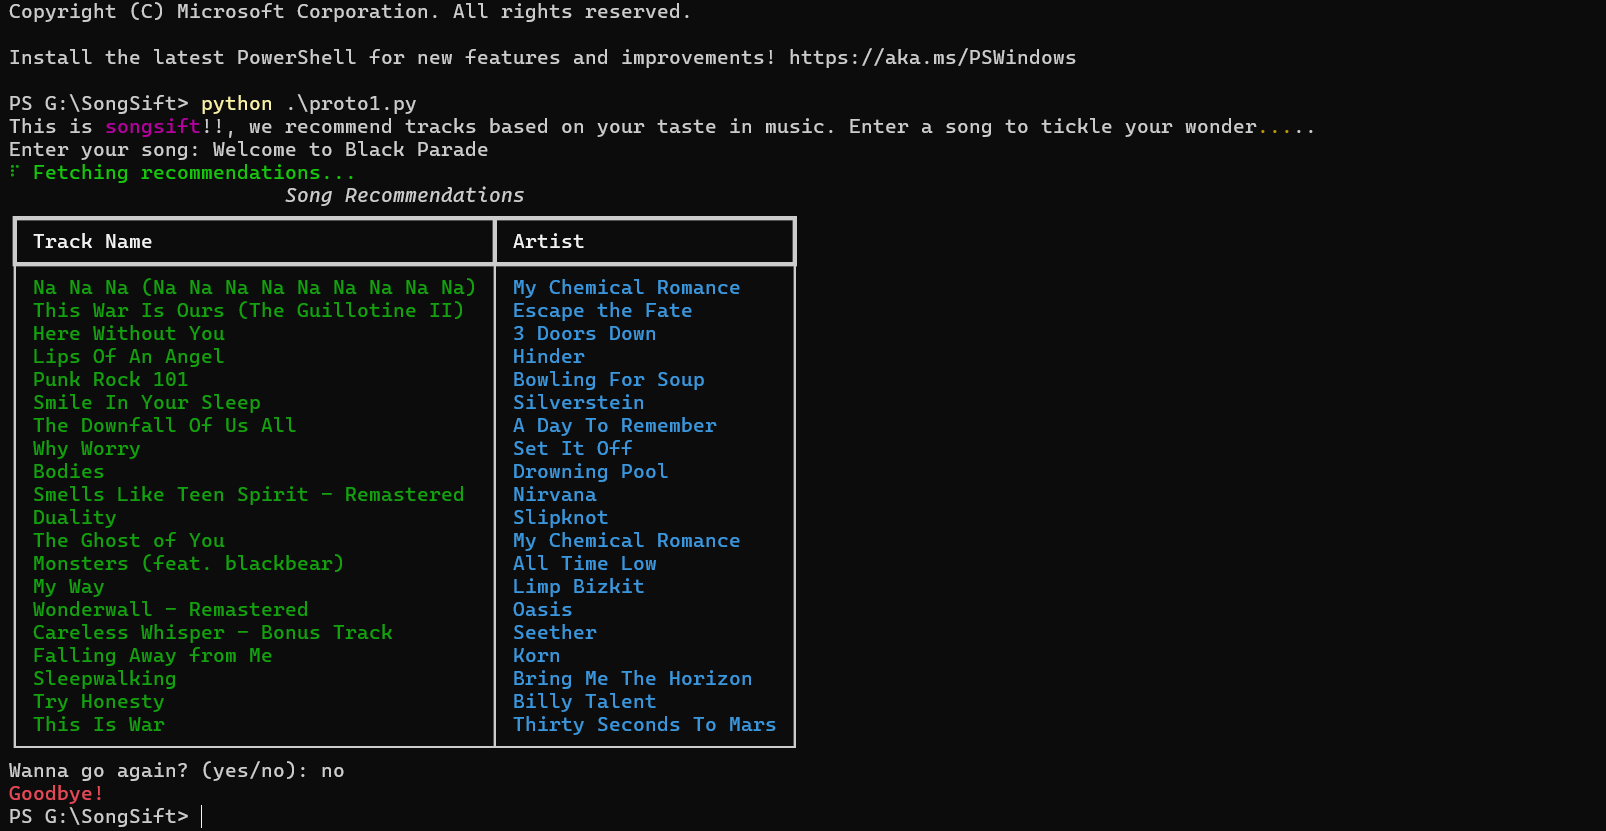 Copyright (C) Microsoft Corporation. All rights reserved.
Install the latest PowerShell for new features and improvements! https://aka.ms/PSWindows
PS G:\SongSift> python .\proto1.py
This is songsift!!, we recommend tracks based on your taste in music. Enter a song to tickle your wonder.....
Enter your song: Welcome to Black Parade
⠏ Fetching recommendations...
Song Recommendations
Track Name Artist
Na Na Na (Na Na Na Na Na Na Na Na Na) My Chemical Romance
This War Is Ours (The Guillotine II) Escape the Fate
Here Without You 3 Doors Down
Lips Of An Angel Hinder
Punk Rock 101 Bowling For Soup
Smile In Your Sleep Silverstein
The Downfall Of Us All A Day To Remember
Why Worry Set It Off
Bodies Drowning Pool
Smells Like Teen Spirit - Remastered Nirvana
Duality Slipknot
The Ghost of You My Chemical Romance
Monsters (feat. blackbear) All Time Low
My Way Limp Bizkit
Wonderwall - Remastered Oasis
Careless Whisper - Bonus Track Seether
Falling Away from Me Korn
Sleepwalking Bring Me The Horizon
Try Honesty Billy Talent
This Is War Thirty Seconds To Mars
Wanna go again? (yes/no): no
Goodbye!
PS G:\SongSift>